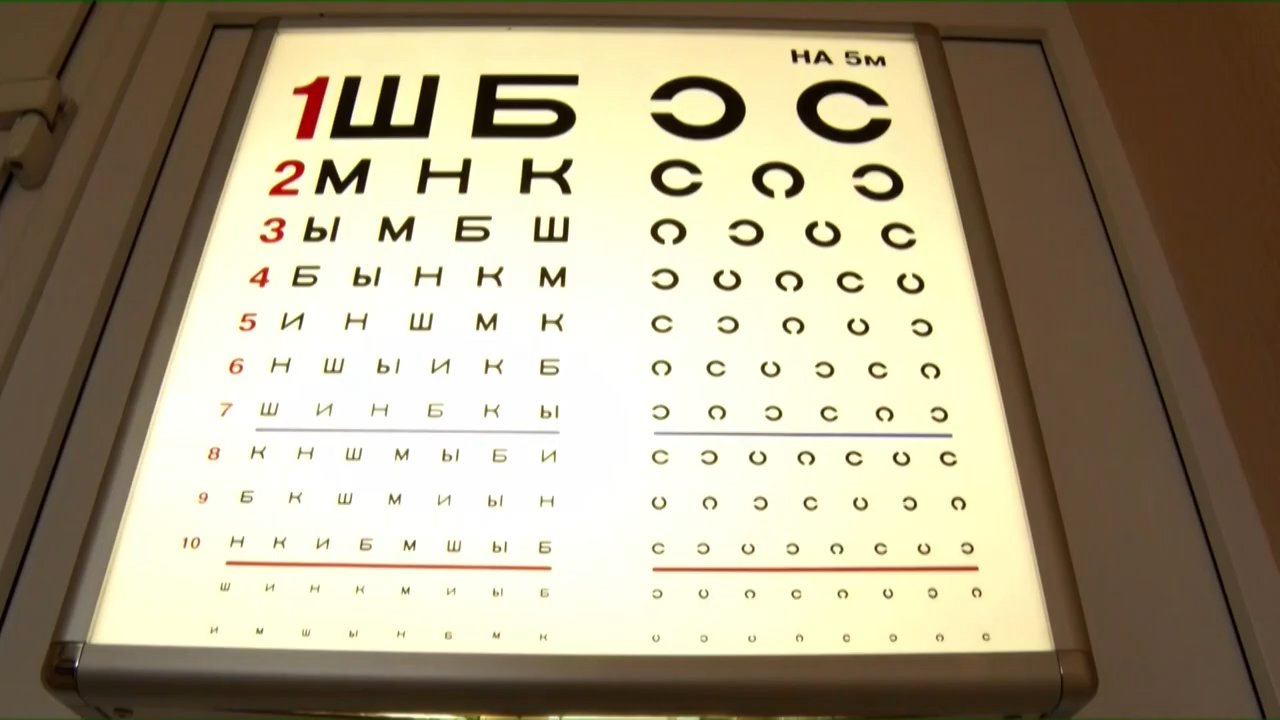 НА 5м
1 Ш Б
2 М Н К
3 Ы М Б Ш
4 Б Ы Н К М
5 И Н Ш М К
6 Н Ш Ы И К Б
7 Ш И Н Б К Ы
8 К Н Ш М Ы Б И
9 Б К Ш М И Ы Н
10 Н К И Б М Ш Ы Б
Ш И Н К М И Ы Б
И М Ш Ы Н Б М К